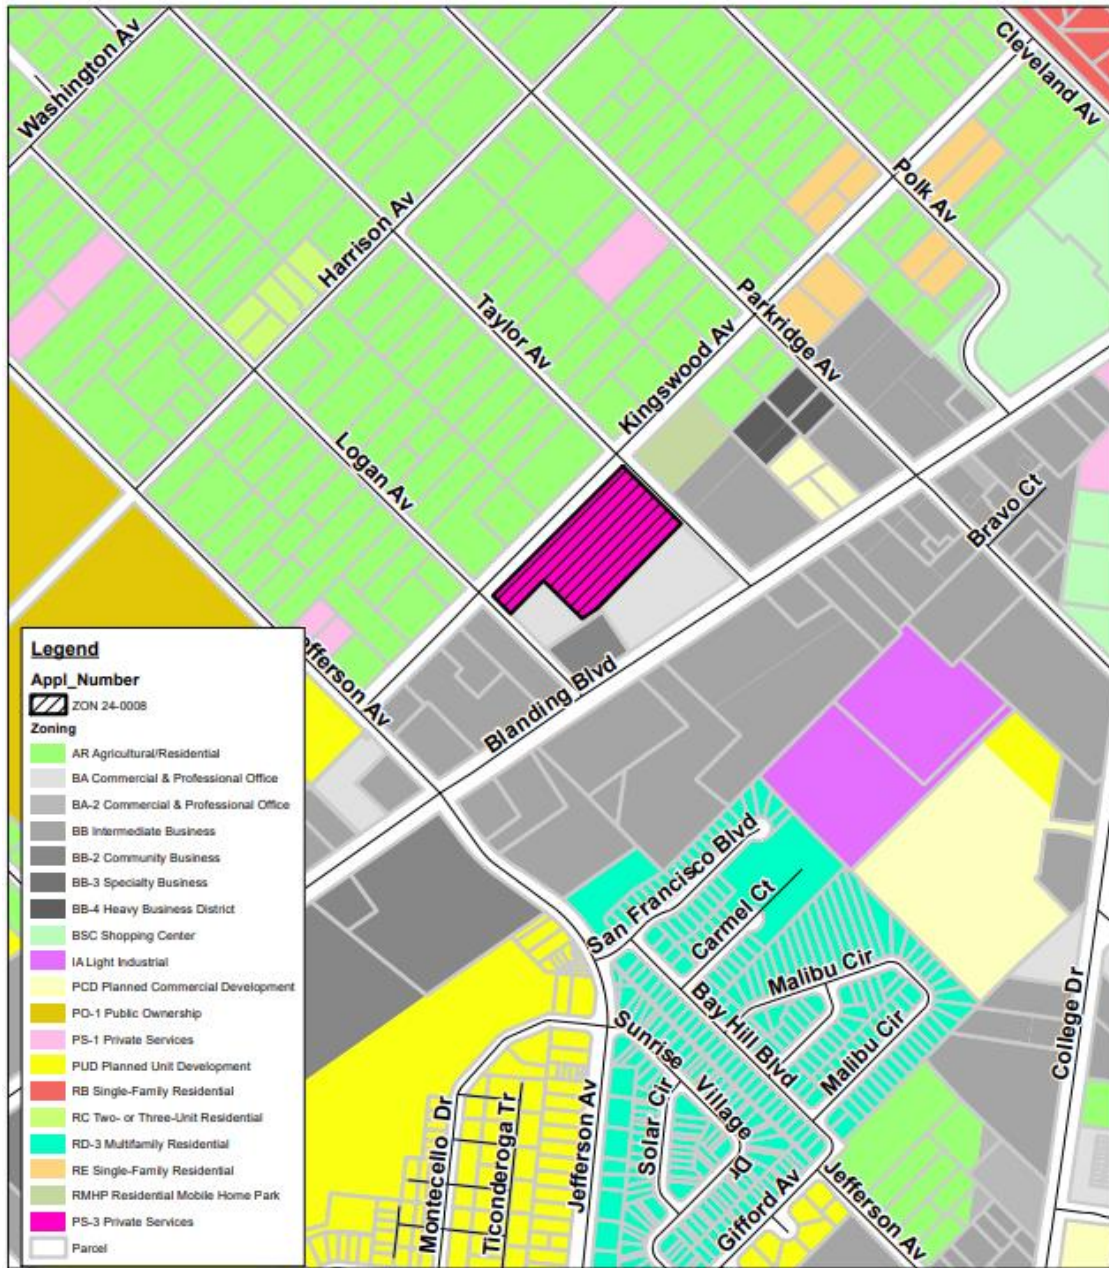 Washington Av
Cleveland Av
Harrison Av
Polk Av
Taylor Av
Parkridge Av
Kingswood Av
Logan Av
Bravo Ct
Jefferson Av
Blanding Blvd
San Francisco Blvd
Carmel Ct
Malibu Cir
Bay Hill Blvd
Malibu Cir
College Dr
Sunrise Village Dr
Solar Cir
Montecello Dr
Ticonderoga Tr
Jefferson Av
Gifford Av
Jefferson Av
Legend
Appl_Number
ZON 24-0008
Zoning
AR Agricultural/Residential
BA Commercial & Professional Office
BA-2 Commercial & Professional Office
BB Intermediate Business
BB-2 Community Business
BB-3 Specialty Business
BB-4 Heavy Business District
BSC Shopping Center
IA Light Industrial
PCD Planned Commercial Development
PO-1 Public Ownership
PS-1 Private Services
PUD Planned Unit Development
RB Single-Family Residential
RC Two- or Three-Unit Residential
RD-3 Multifamily Residential
RE Single-Family Residential
RMHP Residential Mobile Home Park
PS-3 Private Services
Parcel